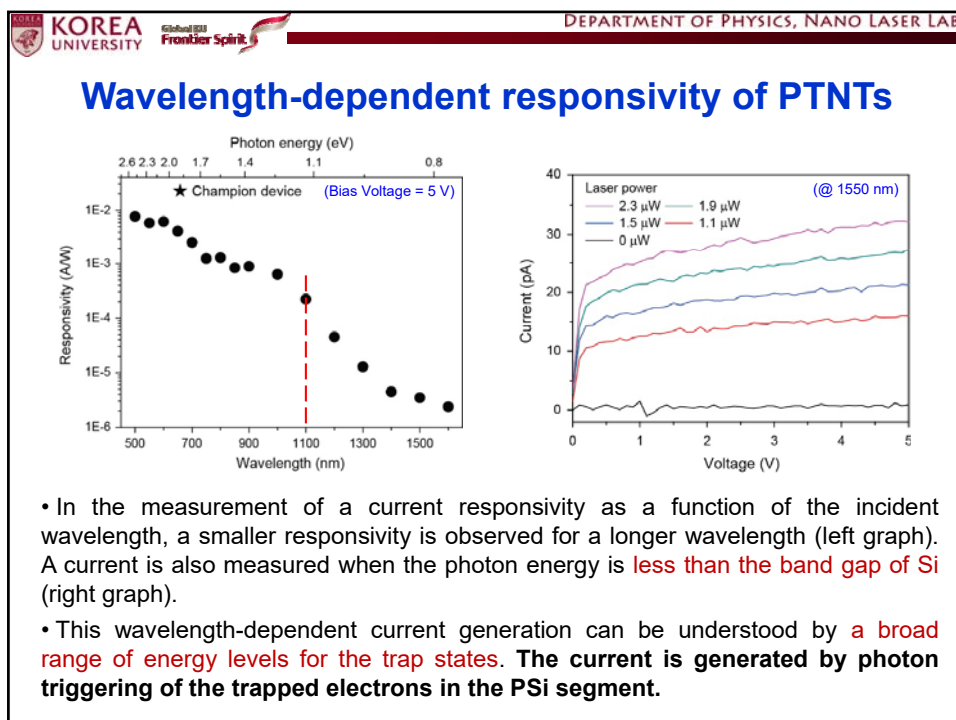 KOREA
KOREA
UNIVERSITY
Global KU
Frontier Spirit
DEPARTMENT OF PHYSICS, NANO LASER LAB
Wavelength-dependent responsivity of PTNTs
Photon energy (eV)
2.6 2.3 2.0 1.7 1.4 1.1 0.8
★ Champion device (Bias Voltage = 5 V)
1E-2
1E-3
1E-4
1E-5
1E-6
Responsivity (A/W)
500 700 900 1100 1300 1500
Wavelength (nm)
40
30
20
10
0
Current (pA)
Laser power (@ 1550 nm)
2.3 μW 1.9 μW
1.5 μW 1.1 μW
0 μW
0 1 2 3 4 5
Voltage (V)
• In the measurement of a current responsivity as a function of the incident
wavelength, a smaller responsivity is observed for a longer wavelength (left graph).
A current is also measured when the photon energy is less than the band gap of Si
(right graph).
• This wavelength-dependent current generation can be understood by a broad
range of energy levels for the trap states. The current is generated by photon
triggering of the trapped electrons in the PSi segment.